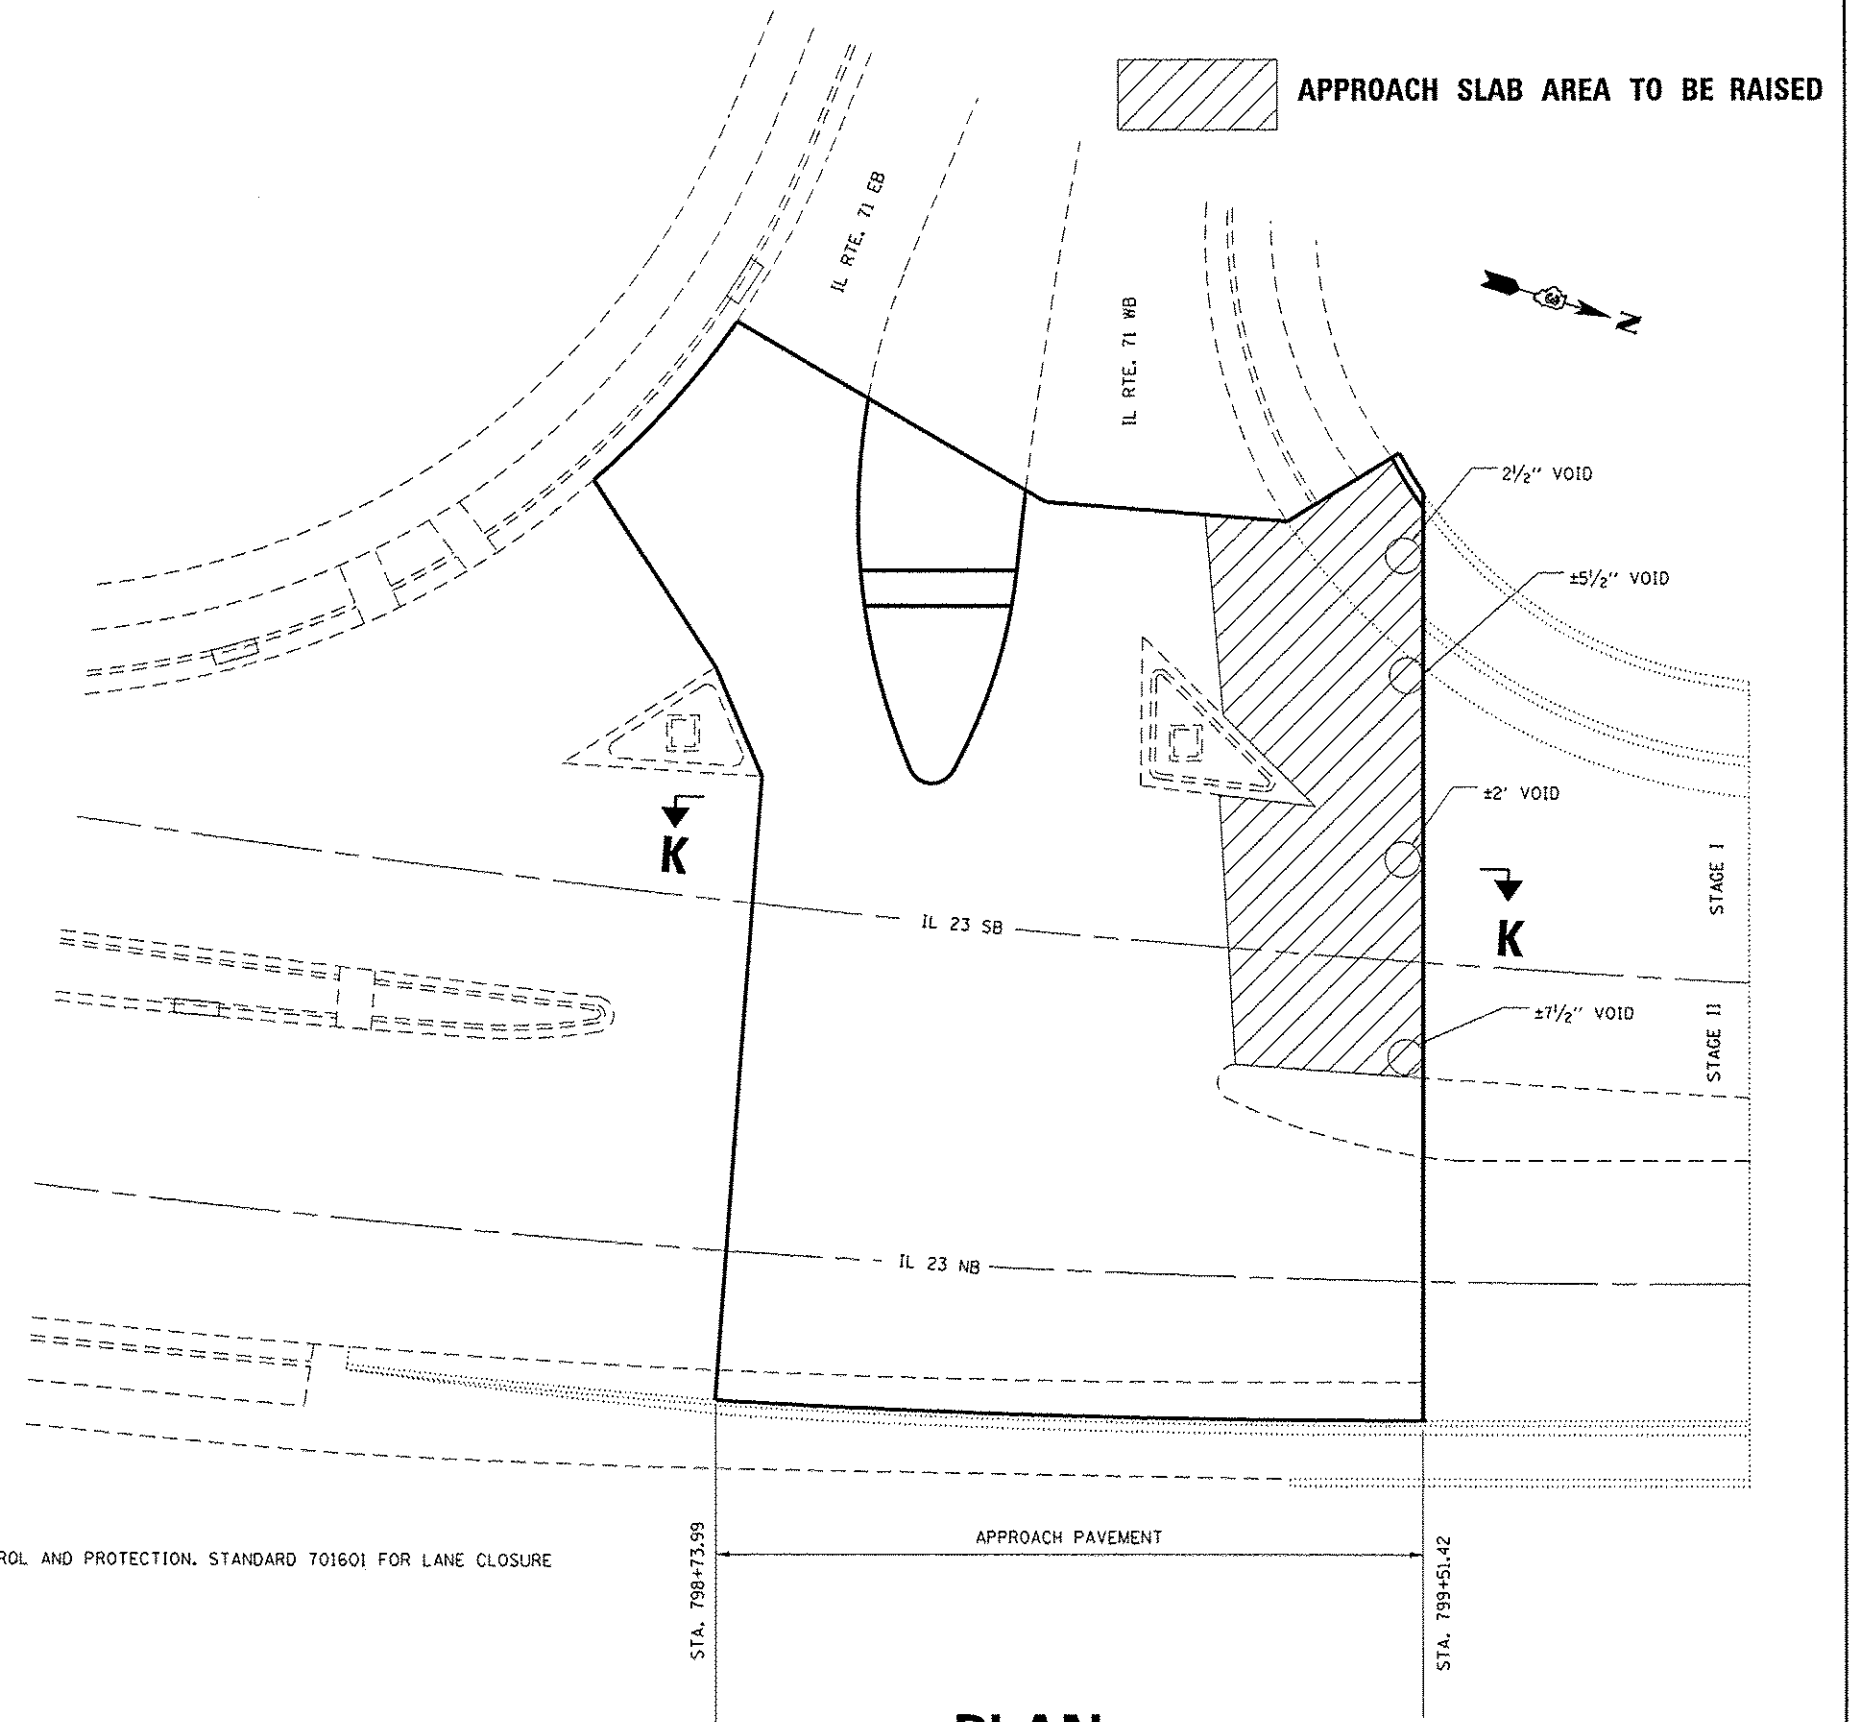 APPROACH SLAB AREA TO BE RAISED
IL RTE. 71 EB
IL RTE. 71 WB
N
2½" VOID
±5½" VOID
±2' VOID
K
K
STAGE I
IL 23 SB
±7½" VOID
STAGE II
IL 23 NB
ROL AND PROTECTION. STANDARD 701601 FOR LANE CLOSURE
APPROACH PAVEMENT
STA. 798+73.99
STA. 799+51.42
PLAN